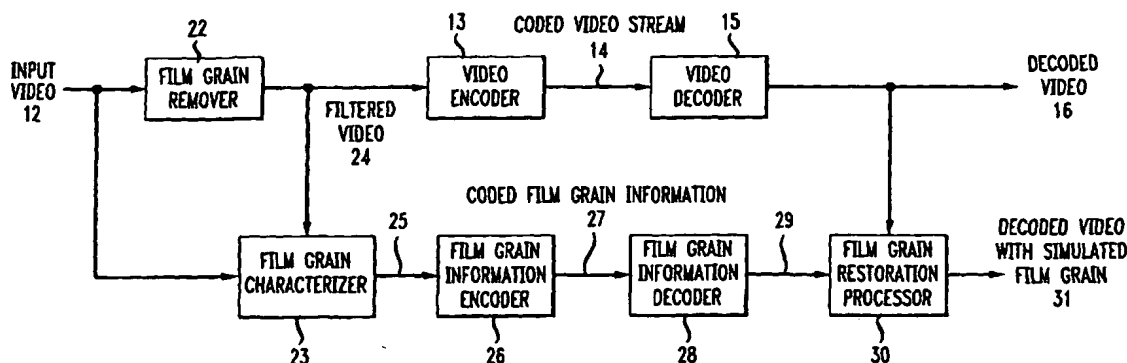 22
13
CODED VIDEO STREAM
14
15
INPUT
VIDEO
12
FILM GRAIN
REMOVER
VIDEO
ENCODER
VIDEO
DECODER
DECODED
VIDEO
16
FILTERED
VIDEO
24
CODED FILM GRAIN INFORMATION
25
27
29
FILM GRAIN
CHARACTERIZER
FILM GRAIN
INFORMATION
ENCODER
FILM GRAIN
INFORMATION
DECODER
FILM GRAIN
RESTORATION
PROCESSOR
DECODED VIDEO
WITH SIMULATED
FILM GRAIN
31
23
26
28
30